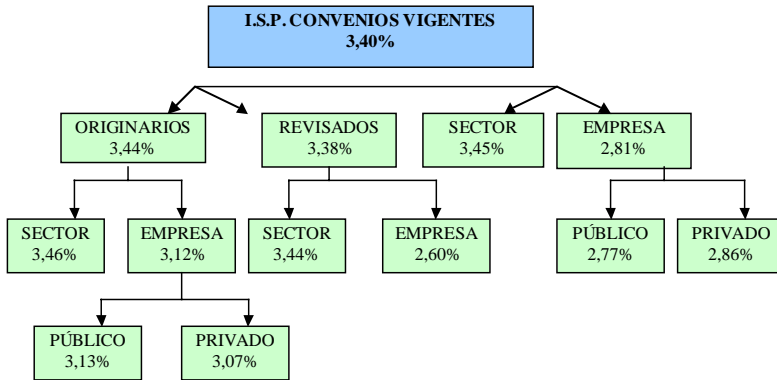 I.S.P. CONVENIOS VIGENTES
3,40%
ORIGINARIOS
3,44%
REVISADOS
3,38%
SECTOR
3,45%
EMPRESA
2,81%
SECTOR
3,46%
EMPRESA
3,12%
SECTOR
3,44%
EMPRESA
2,60%
PÚBLICO
2,77%
PRIVADO
2,86%
PÚBLICO
3,13%
PRIVADO
3,07%